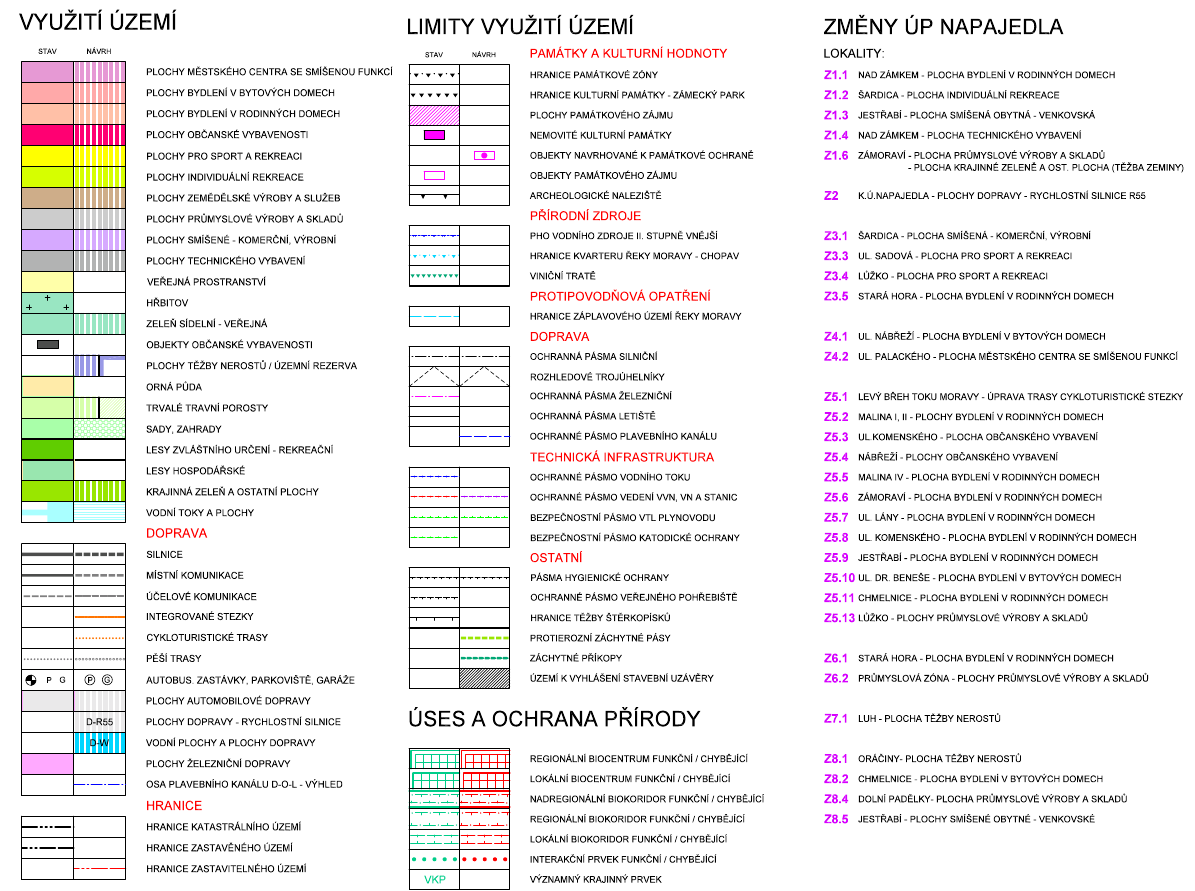 VYUŽITÍ ÚZEMÍ
STAV NÁVRH
PLOCHY MĚSTSKÉHO CENTRA SE SMÍŠENOU FUNKCÍ
PLOCHY BYDLENÍ V BYTOVÝCH DOMECH
PLOCHY BYDLENÍ V RODINNÝCH DOMECH
PLOCHY OBČANSKÉ VYBAVENOSTI
PLOCHY PRO SPORT A REKREACI
PLOCHY INDIVIDUÁLNÍ REKREACE
PLOCHY ZEMĚDĚLSKÉ VÝROBY A SLUŽEB
PLOCHY PRŮMYSLOVÉ VÝROBY A SKLADŮ
PLOCHY SMÍŠENÉ - KOMERČNÍ, VÝROBNÍ
PLOCHY TECHNICKÉHO VYBAVENÍ
VEŘEJNÁ PROSTRANSTVÍ
HŘBITOV
ZELEŇ SÍDELNÍ - VEŘEJNÁ
OBJEKTY OBČANSKÉ VYBAVENOSTI
PLOCHY TĚŽBY NEROSTŮ / ÚZEMNÍ REZERVA
ORNÁ PŮDA
TRVALÉ TRAVNÍ POROSTY
SADY, ZAHRADY
LESY ZVLÁŠTNÍHO URČENÍ - REKREAČNÍ
LESY HOSPODÁŘSKÉ
KRAJINNÁ ZELEŇ A OSTATNÍ PLOCHY
VODNÍ TOKY A PLOCHY
DOPRAVA
SILNICE
MÍSTNÍ KOMUNIKACE
ÚČELOVÉ KOMUNIKACE
INTEGROVANÉ STEZKY
CYKLOTURISTICKÉ TRASY
PĚŠÍ TRASY
P G P G AUTOBUS. ZASTÁVKY, PARKOVIŠTĚ, GARÁŽE
PLOCHY AUTOMOBILOVÉ DOPRAVY
D-R55 PLOCHY DOPRAVY - RYCHLOSTNÍ SILNICE
D-W VODNÍ PLOCHY A PLOCHY DOPRAVY
PLOCHY ŽELEZNIČNÍ DOPRAVY
OSA PLAVEBNÍHO KANÁLU D-O-L - VÝHLED
HRANICE
HRANICE KATASTRÁLNÍHO ÚZEMÍ
HRANICE ZASTAVĚNÉHO ÚZEMÍ
HRANICE ZASTAVITELNÉHO ÚZEMÍ
LIMITY VYUŽITÍ ÚZEMÍ
STAV NÁVRH
PAMÁTKY A KULTURNÍ HODNOTY
HRANICE PAMÁTKOVÉ ZÓNY
HRANICE KULTURNÍ PAMÁTKY - ZÁMECKÝ PARK
PLOCHY PAMÁTKOVÉHO ZÁJMU
NEMOVITÉ KULTURNÍ PAMÁTKY
OBJEKTY NAVRHOVANÉ K PAMÁTKOVÉ OCHRANĚ
OBJEKTY PAMÁTKOVÉHO ZÁJMU
ARCHEOLOGICKÉ NALEZIŠTĚ
PŘÍRODNÍ ZDROJE
PHO VODNÍHO ZDROJE II. STUPNĚ VNĚJŠÍ
HRANICE KVARTERU ŘEKY MORAVY - CHOPAV
VINIČNÍ TRATĚ
PROTIPOVODŇOVÁ OPATŘENÍ
HRANICE ZÁPLAVOVÉHO ÚZEMÍ ŘEKY MORAVY
DOPRAVA
OCHRANNÁ PÁSMA SILNIČNÍ
ROZHLEDOVÉ TROJÚHELNÍKY
OCHRANNÁ PÁSMA ŽELEZNIČNÍ
OCHRANNÁ PÁSMA LETIŠTĚ
OCHRANNÉ PÁSMO PLAVEBNÍHO KANÁLU
TECHNICKÁ INFRASTRUKTURA
OCHRANNÉ PÁSMO VODNÍHO TOKU
OCHRANNÉ PÁSMO VEDENÍ VVN, VN A STANIC
BEZPEČNOSTNÍ PÁSMO VTL PLYNOVODU
BEZPEČNOSTNÍ PÁSMO KATODICKÉ OCHRANY
OSTATNÍ
PÁSMA HYGIENICKÉ OCHRANY
OCHRANNÉ PÁSMO VEŘEJNÉHO POHŘEBIŠTĚ
HRANICE TĚŽBY ŠTĚRKOPÍSKŮ
PROTIEROZNÍ ZÁCHYTNÉ PÁSY
ZÁCHYTNÉ PŘÍKOPY
ÚZEMÍ K VYHLÁŠENÍ STAVEBNÍ UZÁVĚRY
ÚSES A OCHRANA PŘÍRODY
REGIONÁLNÍ BIOCENTRUM FUNKČNÍ / CHYBĚJÍCÍ
LOKÁLNÍ BIOCENTRUM FUNKČNÍ / CHYBĚJÍCÍ
NADREGIONÁLNÍ BIOKORIDOR FUNKČNÍ / CHYBĚJÍCÍ
REGIONÁLNÍ BIOKORIDOR FUNKČNÍ / CHYBĚJÍCÍ
LOKÁLNÍ BIOKORIDOR FUNKČNÍ / CHYBĚJÍCÍ
INTERAKČNÍ PRVEK FUNKČNÍ / CHYBĚJÍCÍ
VKP VÝZNAMNÝ KRAJINNÝ PRVEK
ZMĚNY ÚP NAPAJEDLA
LOKALITY:
Z1.1 NAD ZÁMKEM - PLOCHA BYDLENÍ V RODINNÝCH DOMECH
Z1.2 ŠARDICA - PLOCHA INDIVIDUÁLNÍ REKREACE
Z1.3 JESTŘABÍ - PLOCHA SMÍŠENÁ OBYTNÁ - VENKOVSKÁ
Z1.4 NAD ZÁMKEM - PLOCHA TECHNICKÉHO VYBAVENÍ
Z1.6 ZÁMORAVÍ - PLOCHA PRŮMYSLOVÉ VÝROBY A SKLADŮ
- PLOCHA KRAJINNÉ ZELENĚ A OST. PLOCHA (TĚŽBA ZEMINY)
Z2 K.Ú.NAPAJEDLA - PLOCHY DOPRAVY - RYCHLOSTNÍ SILNICE R55
Z3.1 ŠARDICA - PLOCHA SMÍŠENÁ - KOMERČNÍ, VÝROBNÍ
Z3.3 UL. SADOVÁ - PLOCHA PRO SPORT A REKREACI
Z3.4 LŮŽKO - PLOCHA PRO SPORT A REKREACI
Z3.5 STARÁ HORA - PLOCHA BYDLENÍ V RODINNÝCH DOMECH
Z4.1 UL. NÁBŘEŽÍ - PLOCHA BYDLENÍ V BYTOVÝCH DOMECH
Z4.2 UL. PALACKÉHO - PLOCHA MĚSTSKÉHO CENTRA SE SMÍŠENOU FUNKCÍ
Z5.1 LEVÝ BŘEH TOKU MORAVY - ÚPRAVA TRASY CYKLOTURISTICKÉ STEZKY
Z5.2 MALINA I, II - PLOCHY BYDLENÍ V RODINNÝCH DOMECH
Z5.3 UL.KOMENSKÉHO - PLOCHA OBČANSKÉHO VYBAVENÍ
Z5.4 NÁBŘEŽÍ - PLOCHY OBČANSKÉHO VYBAVENÍ
Z5.5 MALINA IV - PLOCHA BYDLENÍ V RODINNÝCH DOMECH
Z5.6 ZÁMORAVÍ - PLOCHA BYDLENÍ V RODINNÝCH DOMECH
Z5.7 UL. LÁNY - PLOCHA BYDLENÍ V RODINNÝCH DOMECH
Z5.8 UL. KOMENSKÉHO - PLOCHA BYDLENÍ V RODINNÝCH DOMECH
Z5.9 JESTŘABÍ - PLOCHA BYDLENÍ V RODINNÝCH DOMECH
Z5.10 UL. DR. BENEŠE - PLOCHA BYDLENÍ V BYTOVÝCH DOMECH
Z5.11 CHMELNICE - PLOCHA BYDLENÍ V RODINNÝCH DOMECH
Z5.13 LŮŽKO - PLOCHY PRŮMYSLOVÉ VÝROBY A SKLADŮ
Z6.1 STARÁ HORA - PLOCHA BYDLENÍ V RODINNÝCH DOMECH
Z6.2 PRŮMYSLOVÁ ZÓNA - PLOCHY PRŮMYSLOVÉ VÝROBY A SKLADŮ
Z7.1 LUH - PLOCHA TĚŽBY NEROSTŮ
Z8.1 ORÁČINY- PLOCHA TĚŽBY NEROSTŮ
Z8.2 CHMELNICE - PLOCHA BYDLENÍ V BYTOVÝCH DOMECH
Z8.4 DOLNÍ PADĚLKY- PLOCHA PRŮMYSLOVÉ VÝROBY A SKLADŮ
Z8.5 JESTŘABÍ - PLOCHY SMÍŠENÉ OBYTNÉ - VENKOVSKÉ